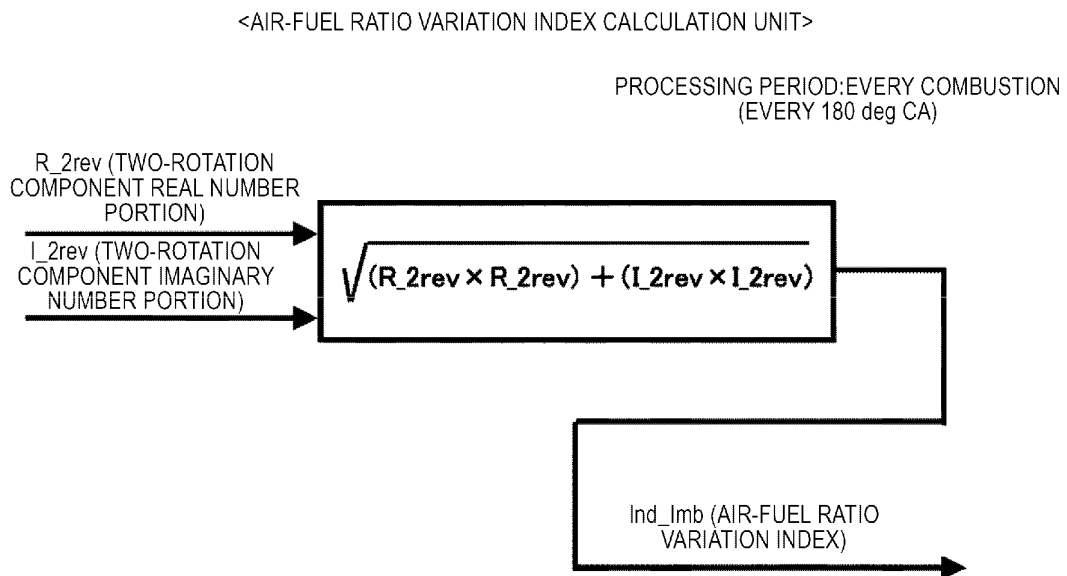 <AIR-FUEL RATIO VARIATION INDEX CALCULATION UNIT>
PROCESSING PERIOD:EVERY COMBUSTION
(EVERY 180 deg CA)
R_2rev (TWO-ROTATION
COMPONENT REAL NUMBER
PORTION)
I_2rev (TWO-ROTATION
COMPONENT IMAGINARY
NUMBER PORTION)
√(R_2rev × R_2rev) + (I_2rev × I_2rev)
Ind_Imb (AIR-FUEL RATIO
VARIATION INDEX)